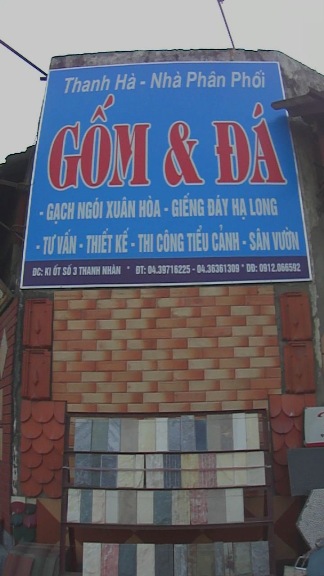 Thanh Hà - Nhà Phân Phối
GỐM & ĐÁ
- GẠCH NGÓI XUÂN HÒA - GIẾNG ĐÁY HẠ LONG
- TƯ VẤN - THIẾT KẾ - THI CÔNG TIỂU CẢNH - SÂN VƯỜN
ĐC: KI ỐT SỐ 3 THANH NHÀN * ĐT: 04.39716225 - 04.36361309 * DĐ: 0912.066592